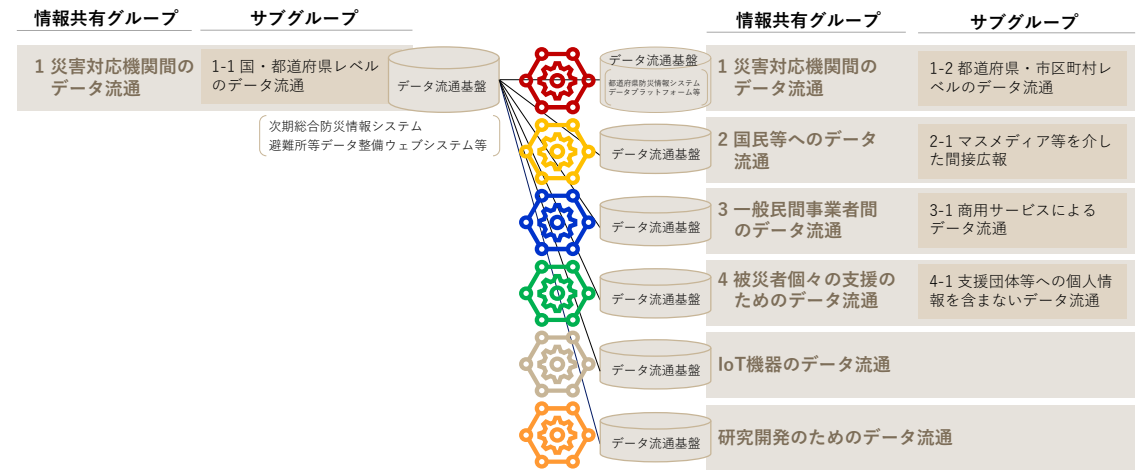 情報共有グループ
サブグループ
1 災害対応機関間の
データ流通
1-1 国・都道府県レベル
のデータ流通
データ流通基盤
次期総合防災情報システム
避難所等データ整備ウェブシステム等
情報共有グループ
サブグループ
データ流通基盤
都道府県防災情報システム
データプラットフォーム等
1 災害対応機関間の
データ流通
1-2 都道府県・市区町村レ
ベルのデータ流通
データ流通基盤
2 国民等へのデータ
流通
2-1 マスメディア等を介し
た間接広報
データ流通基盤
3 一般民間事業者間
のデータ流通
3-1 商用サービスによる
データ流通
データ流通基盤
4 被災者個々の支援の
ためのデータ流通
4-1 支援団体等への個人情
報を含まないデータ流通
データ流通基盤
IoT機器のデータ流通
データ流通基盤
研究開発のためのデータ流通